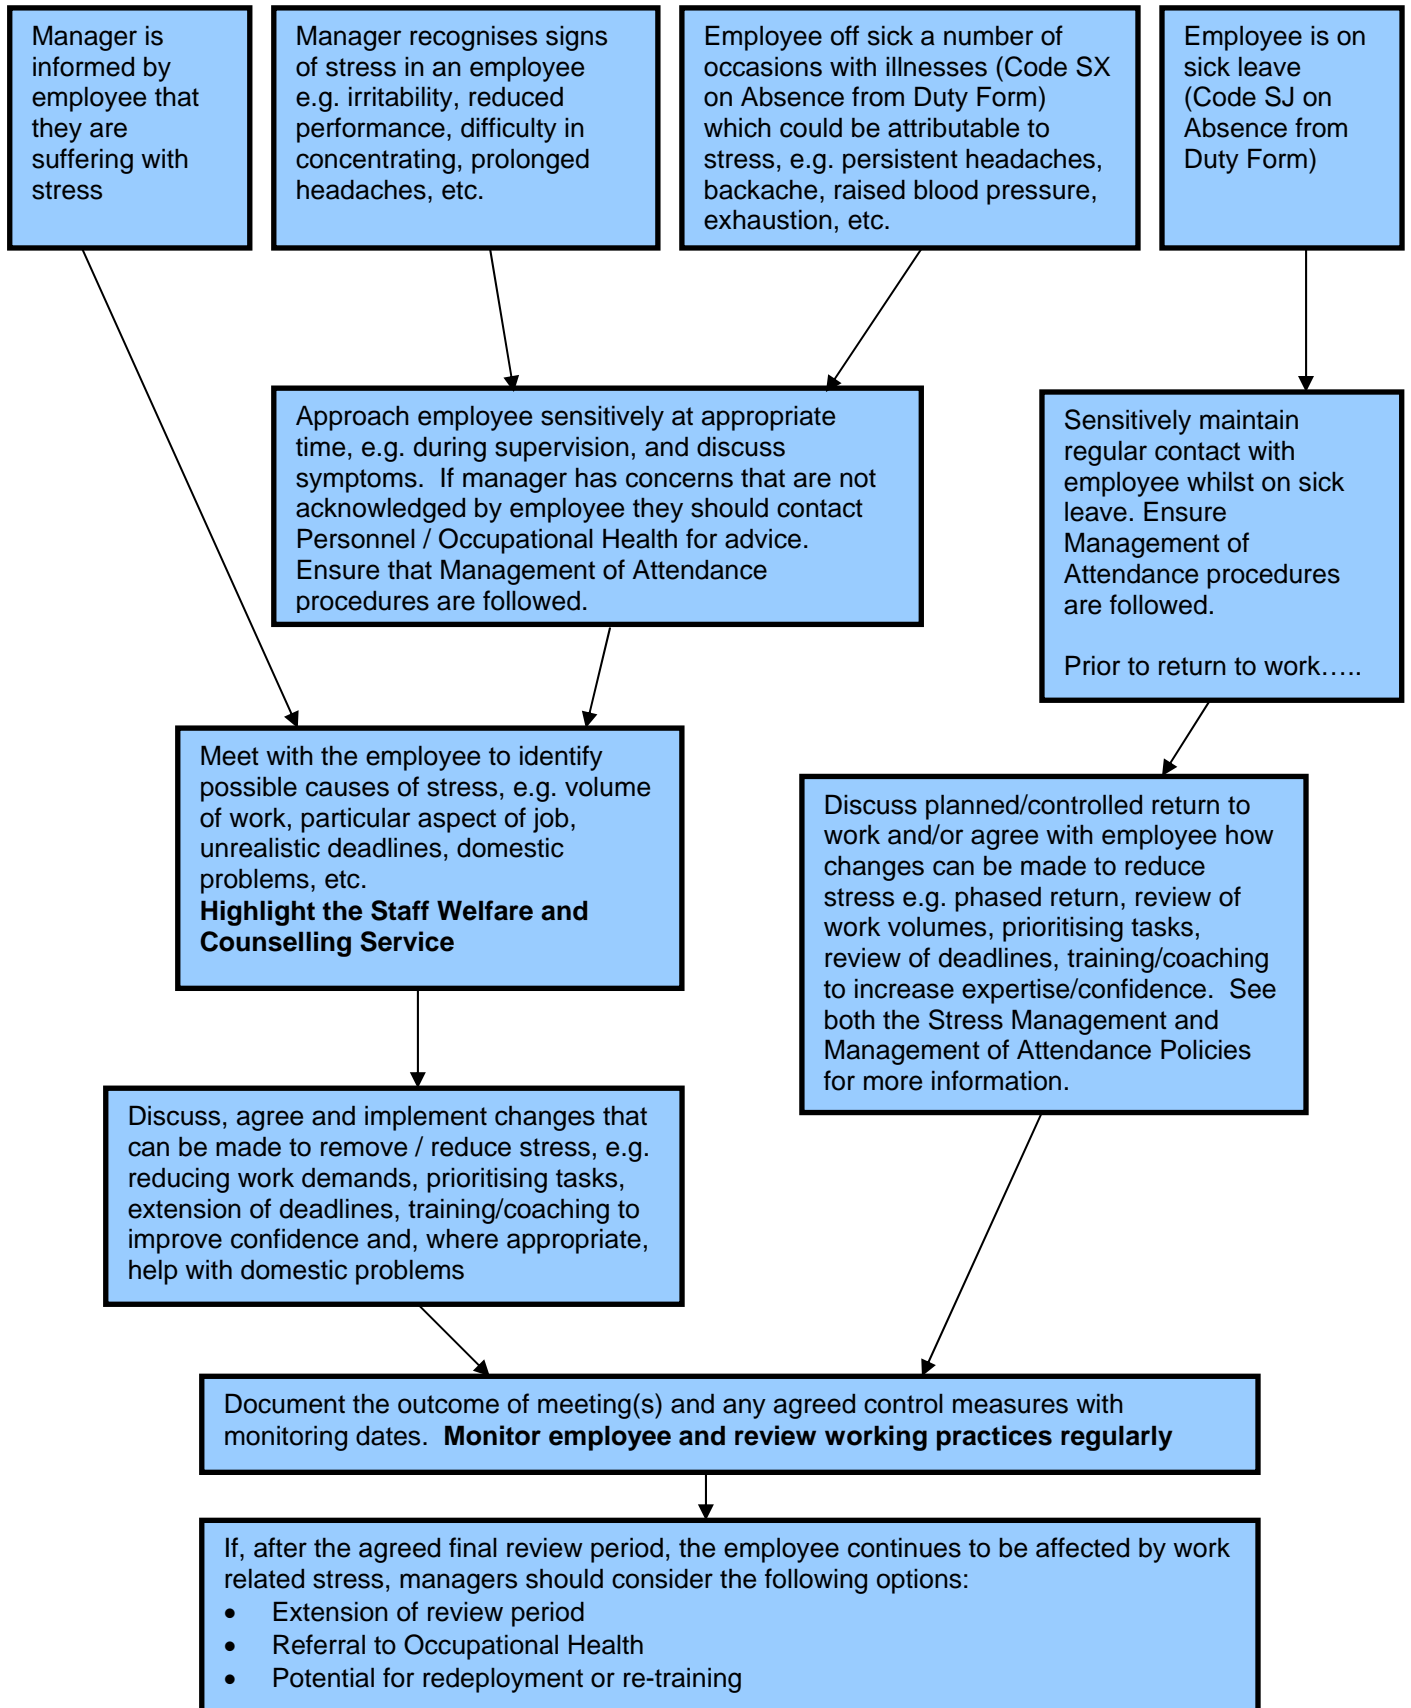 Manager is
informed by
employee that
they are
suffering with
stress
Manager recognises signs
of stress in an employee
e.g. irritability, reduced
performance, difficulty in
concentrating, prolonged
headaches, etc.
Employee off sick a number of
occasions with illnesses (Code SX
on Absence from Duty Form)
which could be attributable to
stress, e.g. persistent headaches,
backache, raised blood pressure,
exhaustion, etc.
Employee is on
sick leave
(Code SJ on
Absence from
Duty Form)
Approach employee sensitively at appropriate
time, e.g. during supervision, and discuss
symptoms.  If manager has concerns that are not
acknowledged by employee they should contact
Personnel / Occupational Health for advice.
Ensure that Management of Attendance
procedures are followed.
Sensitively maintain
regular contact with
employee whilst on sick
leave. Ensure
Management of
Attendance procedures
are followed.
Prior to return to work…..
Meet with the employee to identify
possible causes of stress, e.g. volume
of work, particular aspect of job,
unrealistic deadlines, domestic
problems, etc.
Highlight the Staff Welfare and
Counselling Service
Discuss planned/controlled return to
work and/or agree with employee how
changes can be made to reduce
stress e.g. phased return, review of
work volumes, prioritising tasks,
review of deadlines, training/coaching
to increase expertise/confidence.  See
both the Stress Management and
Management of Attendance Policies
for more information.
Discuss, agree and implement changes that
can be made to remove / reduce stress, e.g.
reducing work demands, prioritising tasks,
extension of deadlines, training/coaching to
improve confidence and, where appropriate,
help with domestic problems
Document the outcome of meeting(s) and any agreed control measures with
monitoring dates.  Monitor employee and review working practices regularly
If, after the agreed final review period, the employee continues to be affected by work
related stress, managers should consider the following options:
• Extension of review period
• Referral to Occupational Health
• Potential for redeployment or re-training